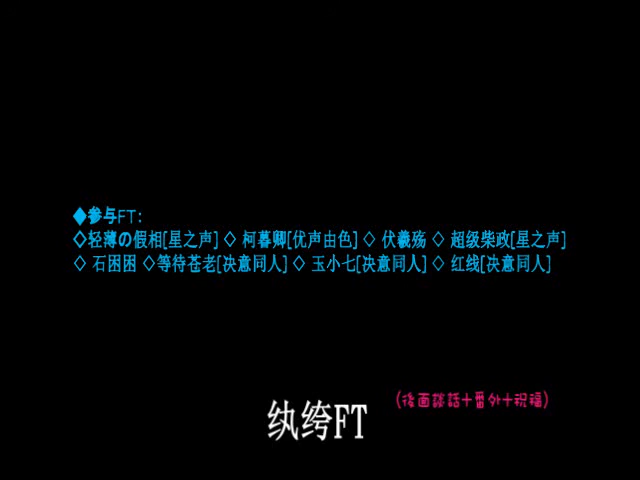 ◆参与FT:
◇轻薄の假相[星之声] ◇ 柯暮卿[优声由色] ◇ 伏羲殇 ◇ 超级柴政[星之声]
◇ 石困困 ◇等待苍老[决意同人] ◇ 玉小七[决意同人] ◇ 红线[决意同人]
(後面談話+番外+祝福)
纨绔FT